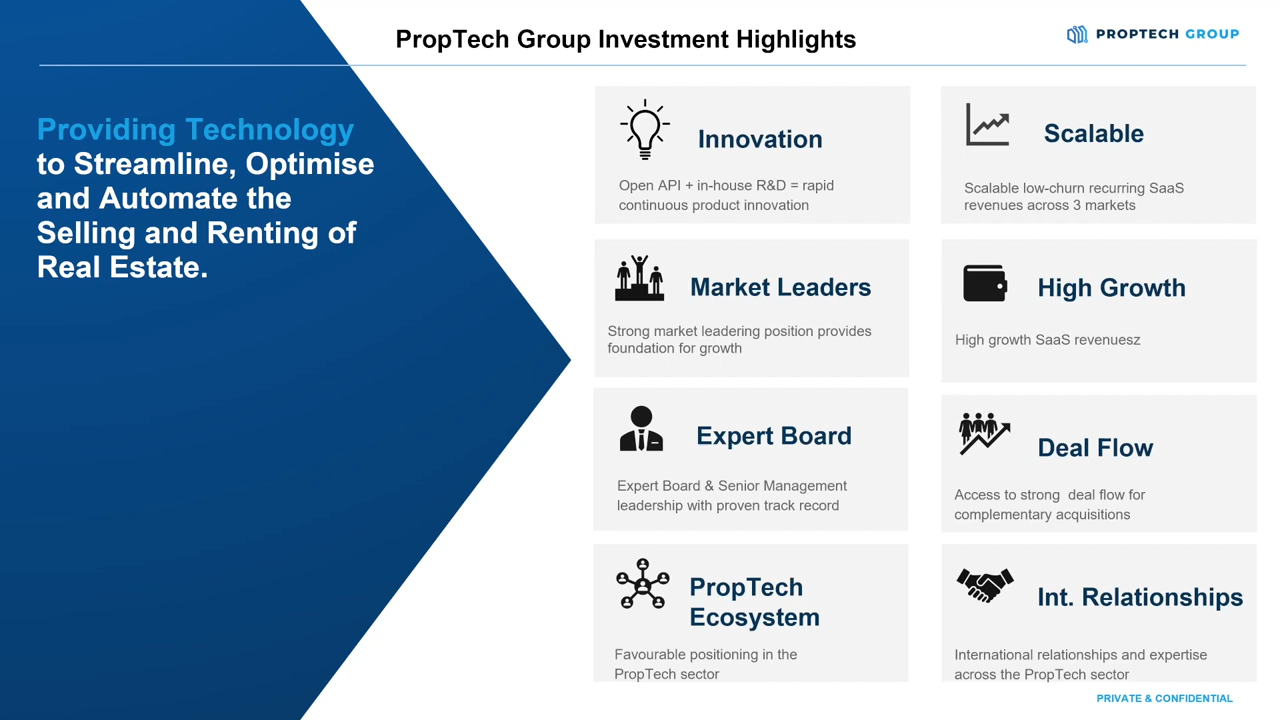 PropTech Group Investment Highlights
PROPTECH GROUP
Providing Technology
to Streamline, Optimise
and Automate the
Selling and Renting of
Real Estate.
Innovation
Open API + in-house R&D = rapid
continuous product innovation
Scalable
Scalable low-churn recurring SaaS
revenues across 3 markets
Market Leaders
Strong market leadering position provides
foundation for growth
High Growth
High growth SaaS revenuesz
Expert Board
Expert Board & Senior Management
leadership with proven track record
Deal Flow
Access to strong  deal flow for
complementary acquisitions
PropTech
Ecosystem
Favourable positioning in the
PropTech sector
Int. Relationships
International relationships and expertise
across the PropTech sector
PRIVATE & CONFIDENTIAL